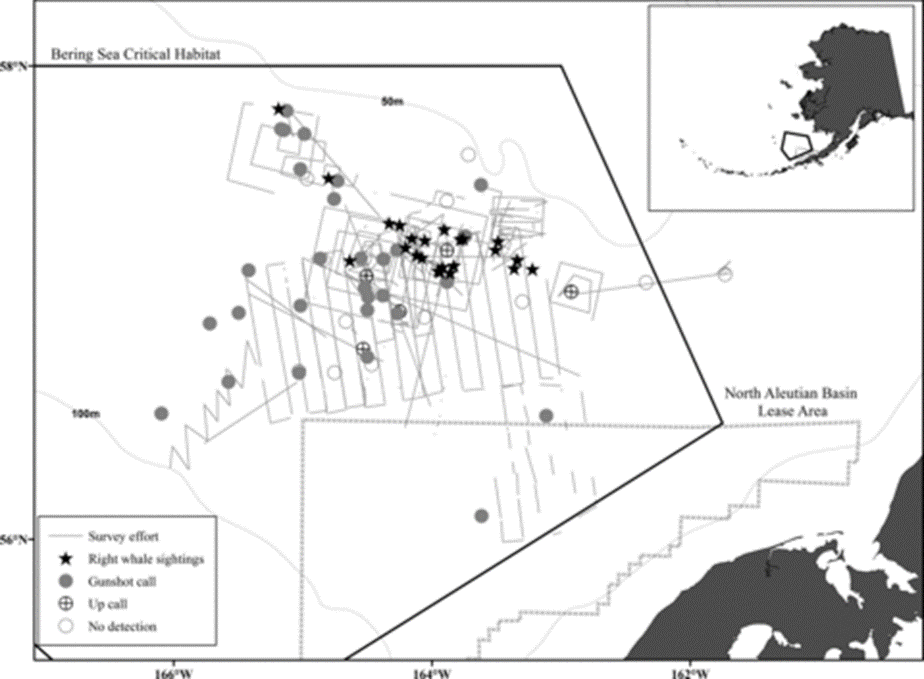 Bering Sea Critical Habitat
58°N
50m
North Aleutian Basin
Lease Area
100m
56°N
Survey effort
Right whale sightings
Gunshot call
Up call
No detection
166°W
164°W
162°W